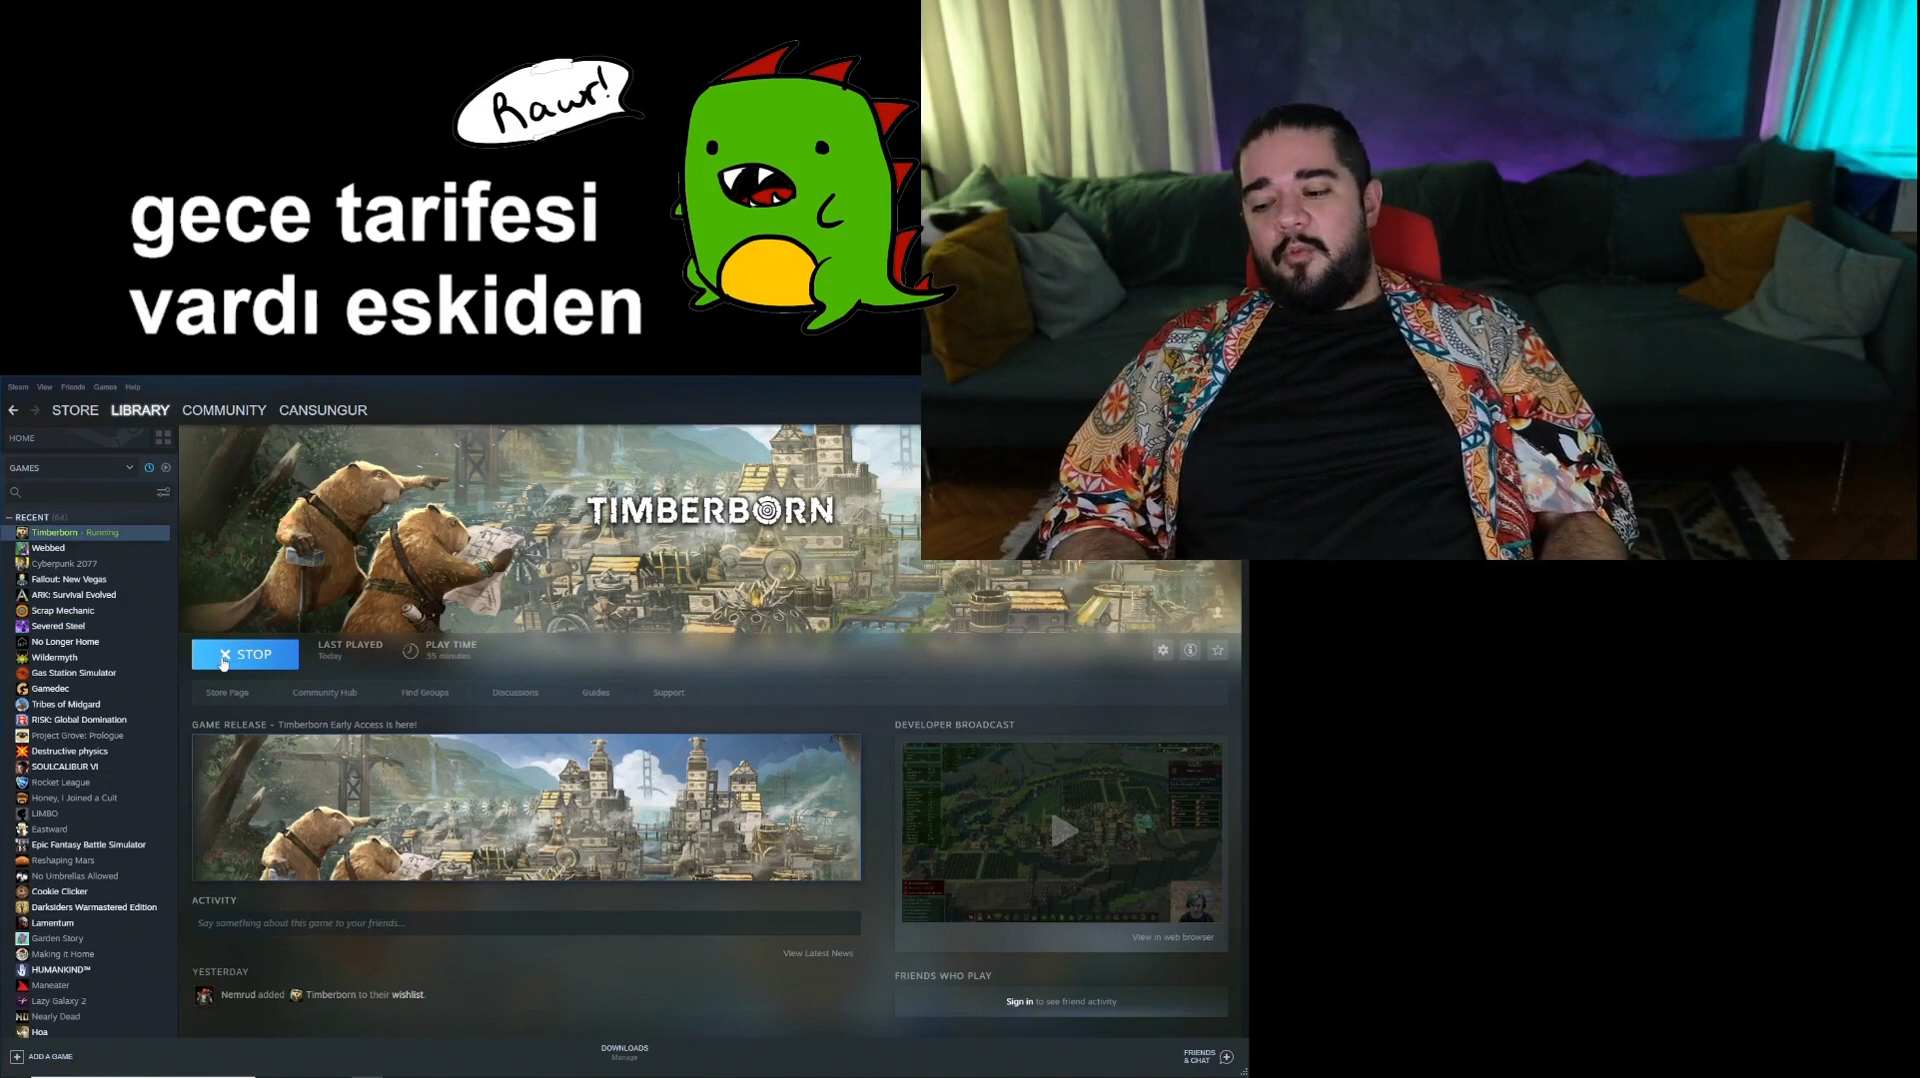 Rawr!
gece tarifesi
vardı eskiden
Steam View Friends Games Help
STORE LIBRARY COMMUNITY CANSUNGUR
HOME
GAMES
RECENT (64)
Timberborn - Running
Webbed
Cyberpunk 2077
Fallout: New Vegas
ARK: Survival Evolved
Scrap Mechanic
Severed Steel
No Longer Home
Wildermyth
Gas Station Simulator
Gamedec
Tribes of Midgard
RISK: Global Domination
Project Grove: Prologue
Destructive physics
SOULCALIBUR VI
Rocket League
Honey, I Joined a Cult
LIMBO
Eastward
Epic Fantasy Battle Simulator
Reshaping Mars
No Umbrellas Allowed
Cookie Clicker
Darksiders Warmastered Edition
Lamentum
Garden Story
Making it Home
HUMANKIND™
Maneater
Lazy Galaxy 2
Nearly Dead
Hoa
ADD A GAME
TIMBERBORN
STOP
LAST PLAYED
Today
PLAY TIME
35 minutes
Store Page Community Hub Find Groups Discussions Guides Support
GAME RELEASE - Timberborn Early Access is here!
ACTIVITY
Say something about this game to your friends...
View Latest News
YESTERDAY
Nemrud added Timberborn to their wishlist.
DEVELOPER BROADCAST
View in web browser
FRIENDS WHO PLAY
Sign in to see friend activity
DOWNLOADS
Manage
FRIENDS
& CHAT